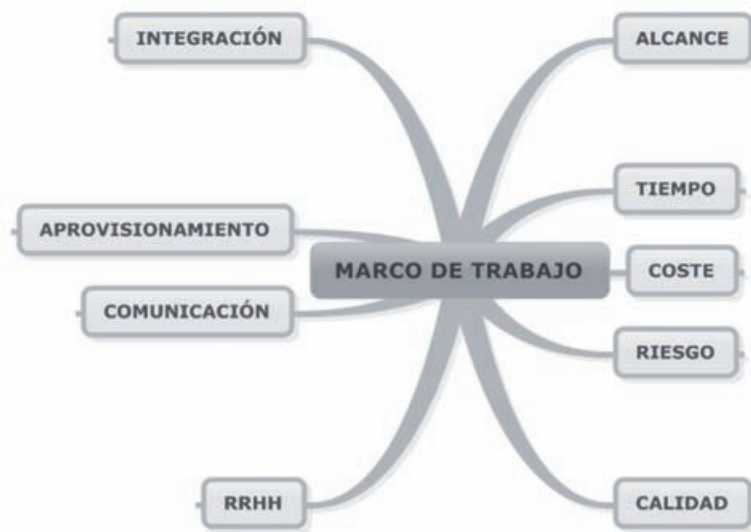 INTEGRACIÓN
ALCANCE
TIEMPO
APROVISIONAMIENTO
MARCO DE TRABAJO
COSTE
COMUNICACIÓN
RIESGO
RRHH
CALIDAD